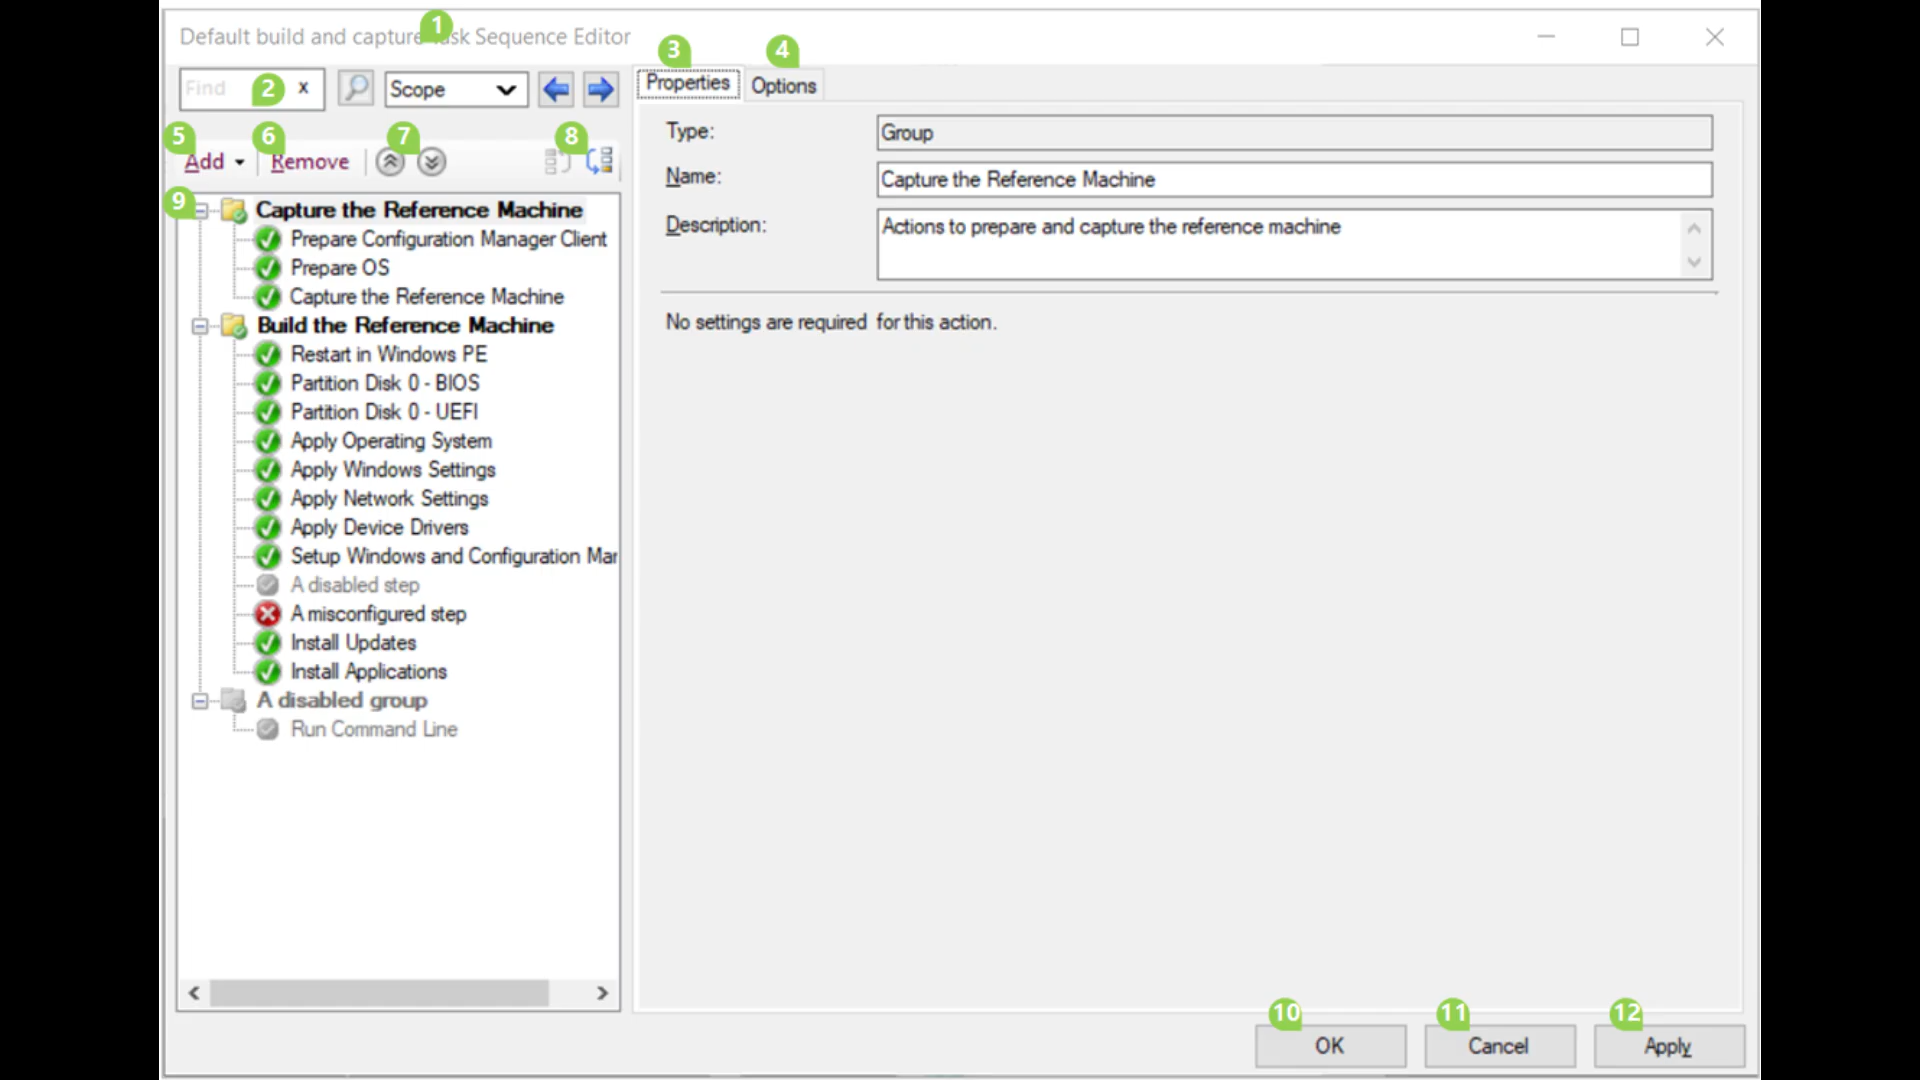 1
Default build and capture Task Sequence Editor
3
4
Find
2
x
Scope
Properties
Options
5
6
7
8
Add
Remove
9
Capture the Reference Machine
Prepare Configuration Manager Client
Prepare OS
Capture the Reference Machine
Build the Reference Machine
Restart in Windows PE
Partition Disk 0 - BIOS
Partition Disk 0 - UEFI
Apply Operating System
Apply Windows Settings
Apply Network Settings
Apply Device Drivers
Setup Windows and Configuration Mar
A disabled step
A misconfigured step
Install Updates
Install Applications
A disabled group
Run Command Line
Type:
Group
Name:
Capture the Reference Machine
Description:
Actions to prepare and capture the reference machine
No settings are required for this action.
10
11
12
OK
Cancel
Apply